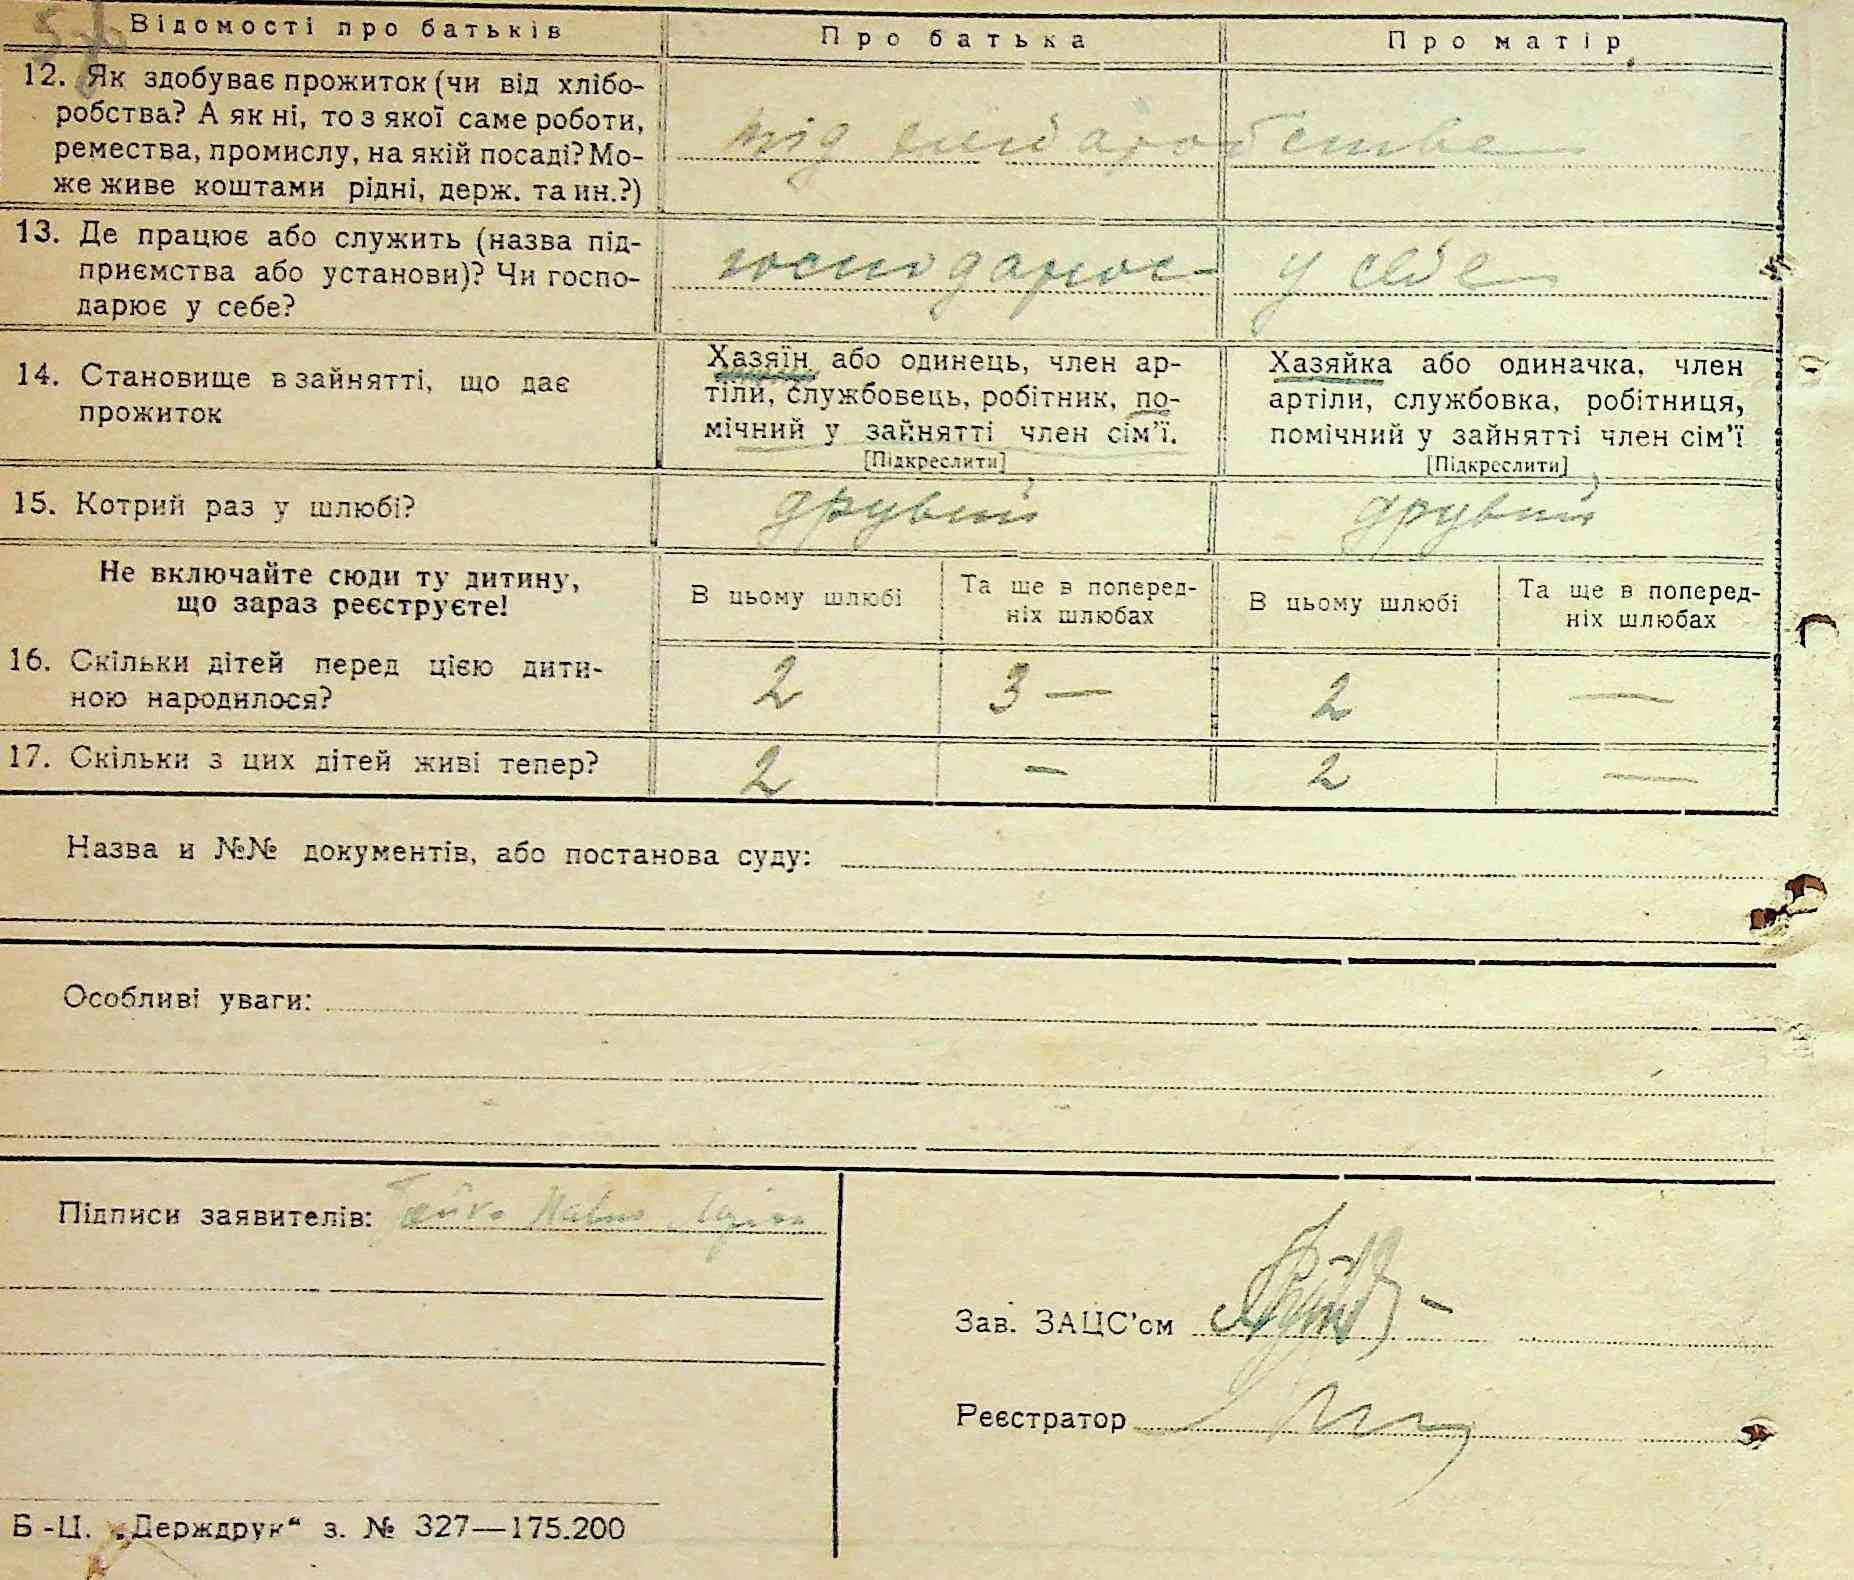 Відомості про батьків
Про батька
Про матір
12. Як здобуває прожиток (чи від хлібо-
робства? А як ні, то з якої саме роботи,
ремества, промислу, на якій посаді? Мо-
же живе коштами рідні, держ. та ин.?)
від
13. Де працює або служить (назва під-
приємства або установи)? Чи госпо-
дарює у себе?
господарює у себе
14. Становище в зайнятті, що дає
прожиток
Хазяїн або одинець, член ар-
тіли, службовець, робітник, по-
мічний у зайнятті член сім'ї.
[Підкреслити]
Хазяйка або одиначка, член
артіли, службовка, робітниця,
помічний у зайнятті член сім'ї
[Підкреслити]
15. Котрий раз у шлюбі?
другий
другий
Не включайте сюди ту дитину,
що зараз реєструєте!
В цьому шлюбі
Та ще в поперед-
ніх шлюбах
В цьому шлюбі
Та ще в поперед-
ніх шлюбах
16. Скільки дітей перед цією дити-
ною народилося?
2
3 —
2
—
17. Скільки з цих дітей живі тепер?
2
—
2
—
Назва и №№ документів, або постанова суду:
Особливі уваги:
Підписи заявителів:
Зав. ЗАЦС'ом
Реєстратор
Б-Ц. „Держдрук“ з. № 327—175.200